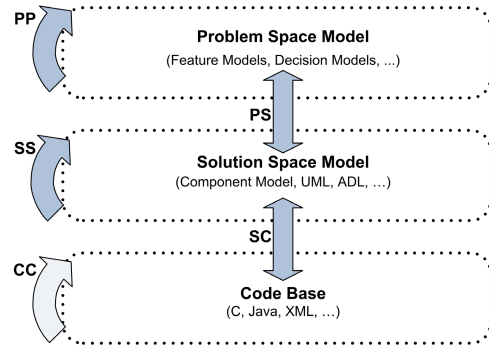 PP
Problem Space Model
(Feature Models, Decision Models, ...)
PS
SS
Solution Space Model
(Component Model, UML, ADL, …)
SC
CC
Code Base
(C, Java, XML, …)